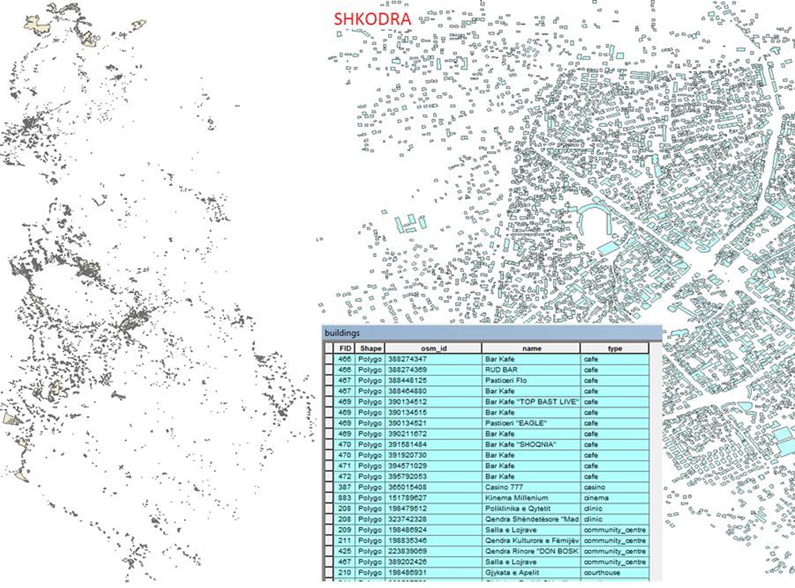 SHKODRA
buildings
FID Shape osm_id name type
466 Polygo 388274347 Bar Kafe cafe
466 Polygo 388274369 RUD BAR cafe
467 Polygo 388448125 Pasticeri Flo cafe
467 Polygo 388464880 Bar Kafe cafe
469 Polygo 390134512 Bar Kafe "TOP BAST LIVE" cafe
469 Polygo 390134515 Bar Kafe cafe
469 Polygo 390134521 Pasticeri "EAGLE" cafe
469 Polygo 390211672 Bar Kafe cafe
470 Polygo 391581484 Bar Kafe "SHOQNIA" cafe
470 Polygo 391920730 Bar Kafe cafe
471 Polygo 394571029 Bar Kafe cafe
472 Polygo 395792053 Bar Kafe cafe
387 Polygo 365015408 Casino 777 casino
883 Polygo 151789627 Kinema Millenium cinema
208 Polygo 198479512 Poliklinika e Qytetit clinic
208 Polygo 323742328 Qendra Shëndetësore "Mad clinic
209 Polygo 198486924 Salla e Lojrave community_centre
211 Polygo 198835346 Qendra Kulturore e Fëmijëv community_centre
425 Polygo 223839069 Qendra Rinore "DON BOSK community_centre
467 Polygo 389202426 Salla e Lojrave community_centre
210 Polygo 198486931 Gjykata e Apelit courthouse